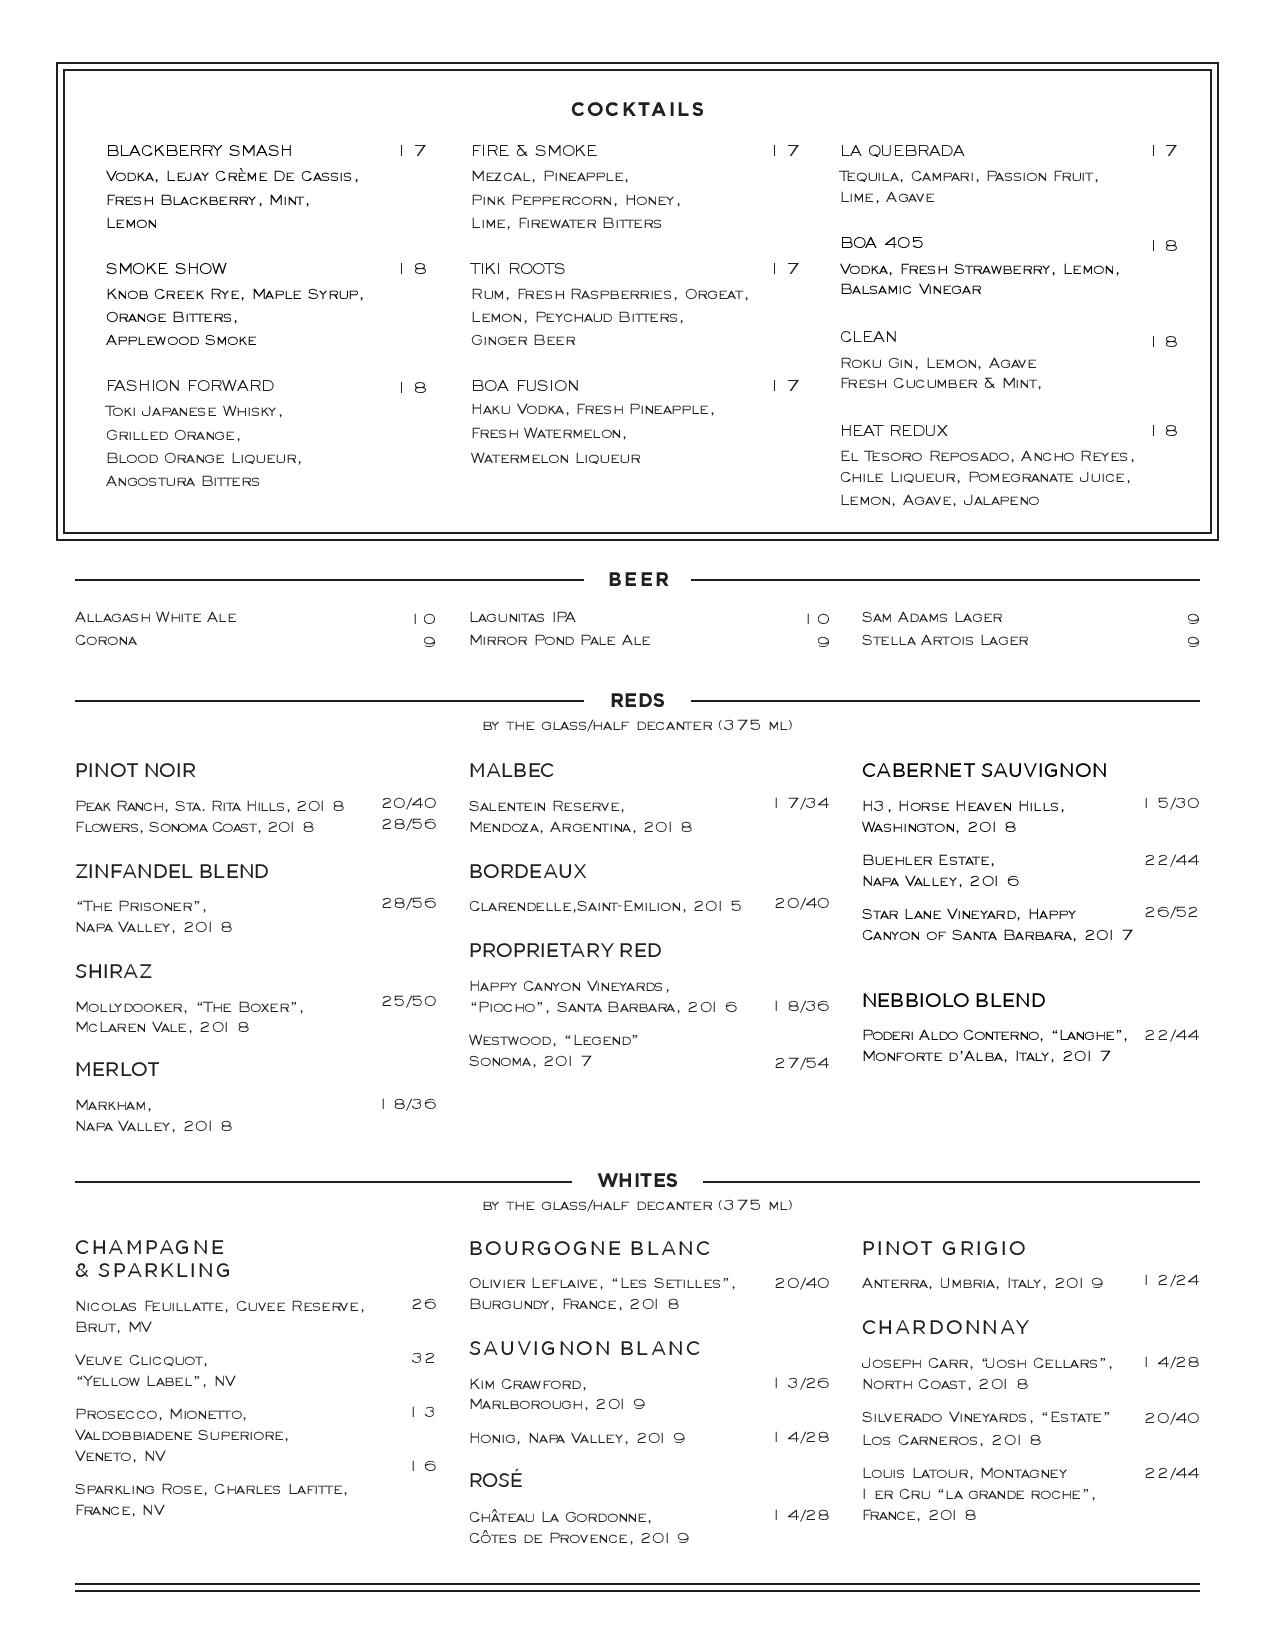 COCKTAILS
BLACKBERRY SMASH 17
VODKA, LEJAY CRÈME DE CASSIS,
FRESH BLACKBERRY, MINT,
LEMON
SMOKE SHOW 18
KNOB CREEK RYE, MAPLE SYRUP,
ORANGE BITTERS,
APPLEWOOD SMOKE
FASHION FORWARD 18
TOKI JAPANESE WHISKY,
GRILLED ORANGE,
BLOOD ORANGE LIQUEUR,
ANGOSTURA BITTERS
FIRE & SMOKE 17
MEZCAL, PINEAPPLE,
PINK PEPPERCORN, HONEY,
LIME, FIREWATER BITTERS
TIKI ROOTS 17
RUM, FRESH RASPBERRIES, ORGEAT,
LEMON, PEYCHAUD BITTERS,
GINGER BEER
BOA FUSION 17
HAKU VODKA, FRESH PINEAPPLE,
FRESH WATERMELON,
WATERMELON LIQUEUR
LA QUEBRADA 17
TEQUILA, CAMPARI, PASSION FRUIT,
LIME, AGAVE
BOA 405 18
VODKA, FRESH STRAWBERRY, LEMON,
BALSAMIC VINEGAR
CLEAN 18
ROKU GIN, LEMON, AGAVE
FRESH CUCUMBER & MINT,
HEAT REDUX 18
EL TESORO REPOSADO, ANCHO REYES,
CHILE LIQUEUR, POMEGRANATE JUICE,
LEMON, AGAVE, JALAPENO
BEER
ALLAGASH WHITE ALE 10
CORONA 9
LAGUNITAS IPA 10
MIRROR POND PALE ALE 9
SAM ADAMS LAGER 9
STELLA ARTOIS LAGER 9
REDS
BY THE GLASS/HALF DECANTER (375 ML)
PINOT NOIR
PEAK RANCH, STA. RITA HILLS, 2018 20/40
FLOWERS, SONOMA COAST, 2018 28/56
ZINFANDEL BLEND
“THE PRISONER”, 28/56
NAPA VALLEY, 2018
SHIRAZ
MOLLYDOOKER, “THE BOXER”, 25/50
MCLAREN VALE, 2018
MERLOT
MARKHAM, 18/36
NAPA VALLEY, 2018
MALBEC
SALENTEIN RESERVE, 17/34
MENDOZA, ARGENTINA, 2018
BORDEAUX
CLARENDELLE,SAINT-EMILION, 2015 20/40
PROPRIETARY RED
HAPPY CANYON VINEYARDS,
“PIOCHO”, SANTA BARBARA, 2016 18/36
WESTWOOD, “LEGEND”
SONOMA, 2017 27/54
CABERNET SAUVIGNON
H3, HORSE HEAVEN HILLS, 15/30
WASHINGTON, 2018
BUEHLER ESTATE, 22/44
NAPA VALLEY, 2016
STAR LANE VINEYARD, HAPPY 26/52
CANYON OF SANTA BARBARA, 2017
NEBBIOLO BLEND
PODERI ALDO CONTERNO, “LANGHE”, 22/44
MONFORTE D’ALBA, ITALY, 2017
WHITES
BY THE GLASS/HALF DECANTER (375 ML)
CHAMPAGNE
& SPARKLING
NICOLAS FEUILLATTE, CUVEE RESERVE, 26
BRUT, MV
VEUVE CLICQUOT, 32
“YELLOW LABEL”, NV
PROSECCO, MIONETTO, 13
VALDOBBIADENE SUPERIORE,
VENETO, NV
16
SPARKLING ROSE, CHARLES LAFITTE,
FRANCE, NV
BOURGOGNE BLANC
OLIVIER LEFLAIVE, “LES SETILLES”, 20/40
BURGUNDY, FRANCE, 2018
SAUVIGNON BLANC
KIM CRAWFORD, 13/26
MARLBOROUGH, 2019
HONIG, NAPA VALLEY, 2019 14/28
ROSÉ
CHÂTEAU LA GORDONNE, 14/28
CÔTES DE PROVENCE, 2019
PINOT GRIGIO
ANTERRA, UMBRIA, ITALY, 2019 12/24
CHARDONNAY
JOSEPH CARR, “JOSH CELLARS”, 14/28
NORTH COAST, 2018
SILVERADO VINEYARDS, “ESTATE” 20/40
LOS CARNEROS, 2018
LOUIS LATOUR, MONTAGNEY 22/44
1ER CRU “LA GRANDE ROCHE”,
FRANCE, 2018